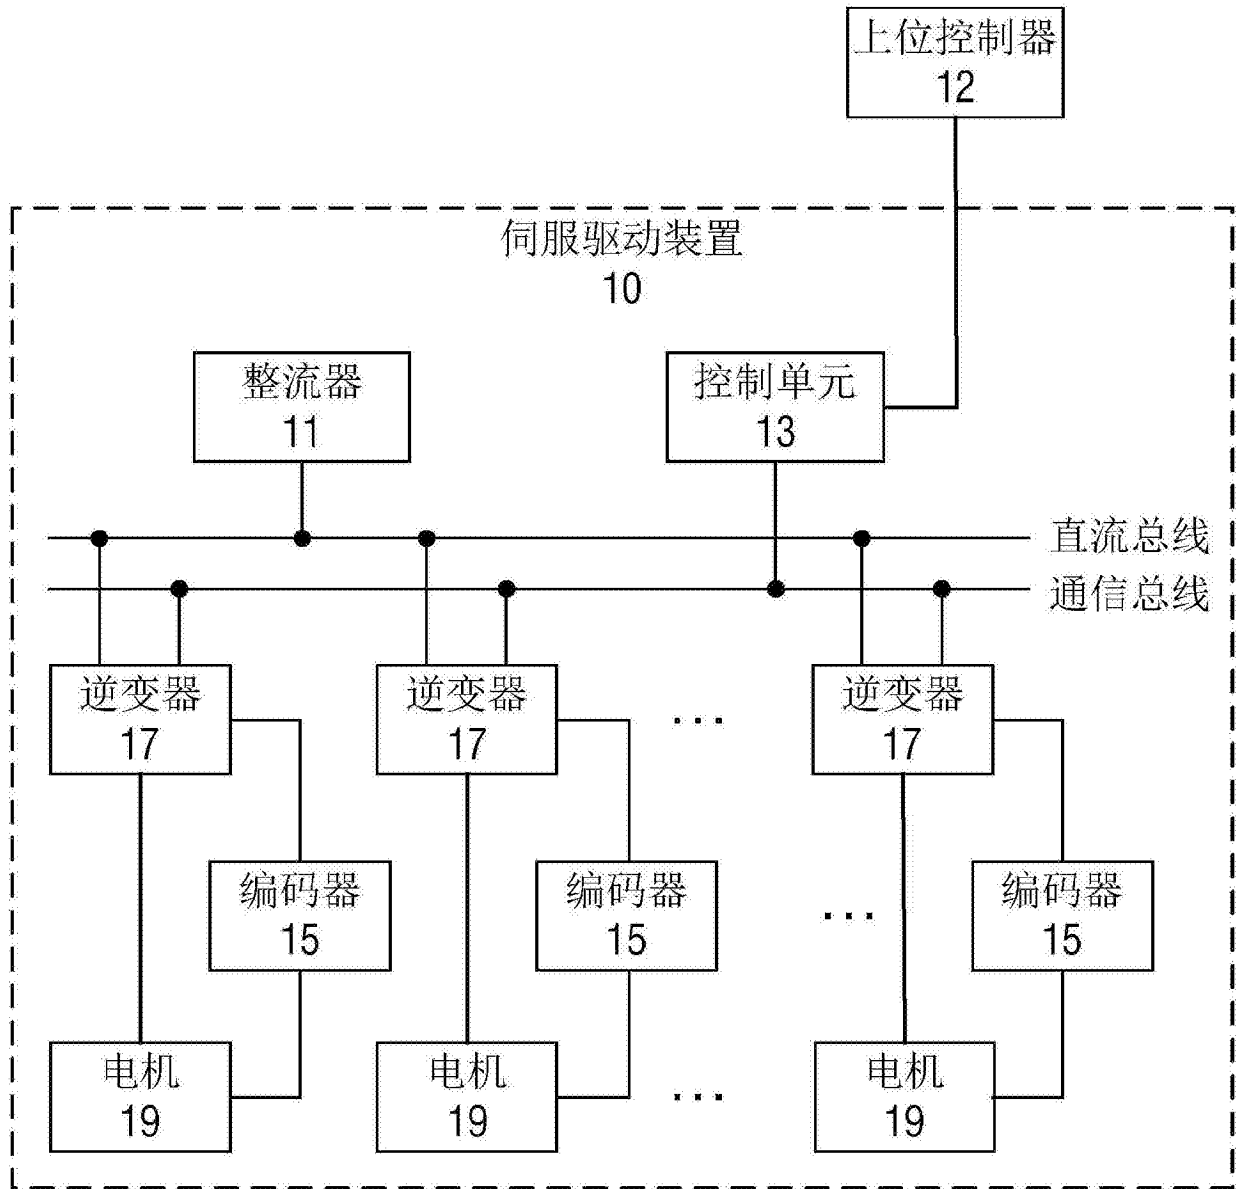 上位控制器
12
伺服驱动装置
10
整流器
11
控制单元
13
直流总线
通信总线
逆变器
17
逆变器
17
...
逆变器
17
编码器
15
编码器
15
...
编码器
15
电机
19
电机
19
...
电机
19